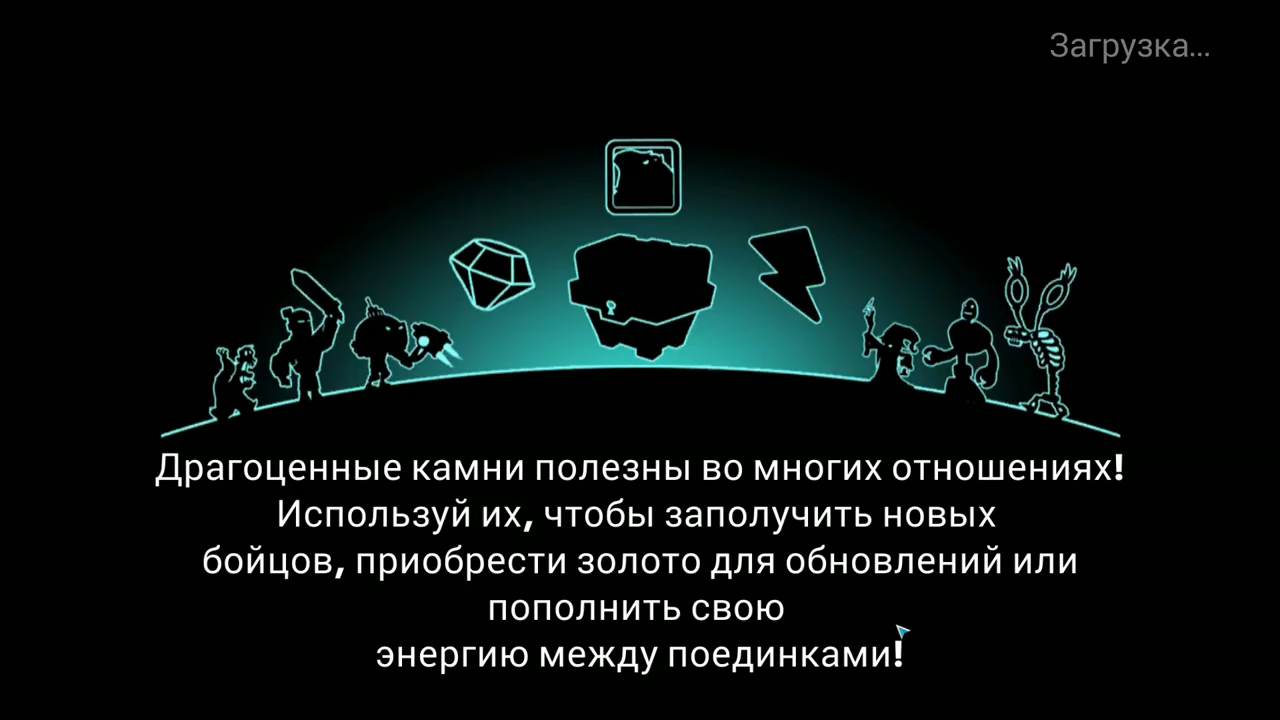 Загрузка...
Драгоценные камни полезны во многих отношениях!
Используй их, чтобы заполучить новых
бойцов, приобрести золото для обновлений или
пополнить свою
энергию между поединками!